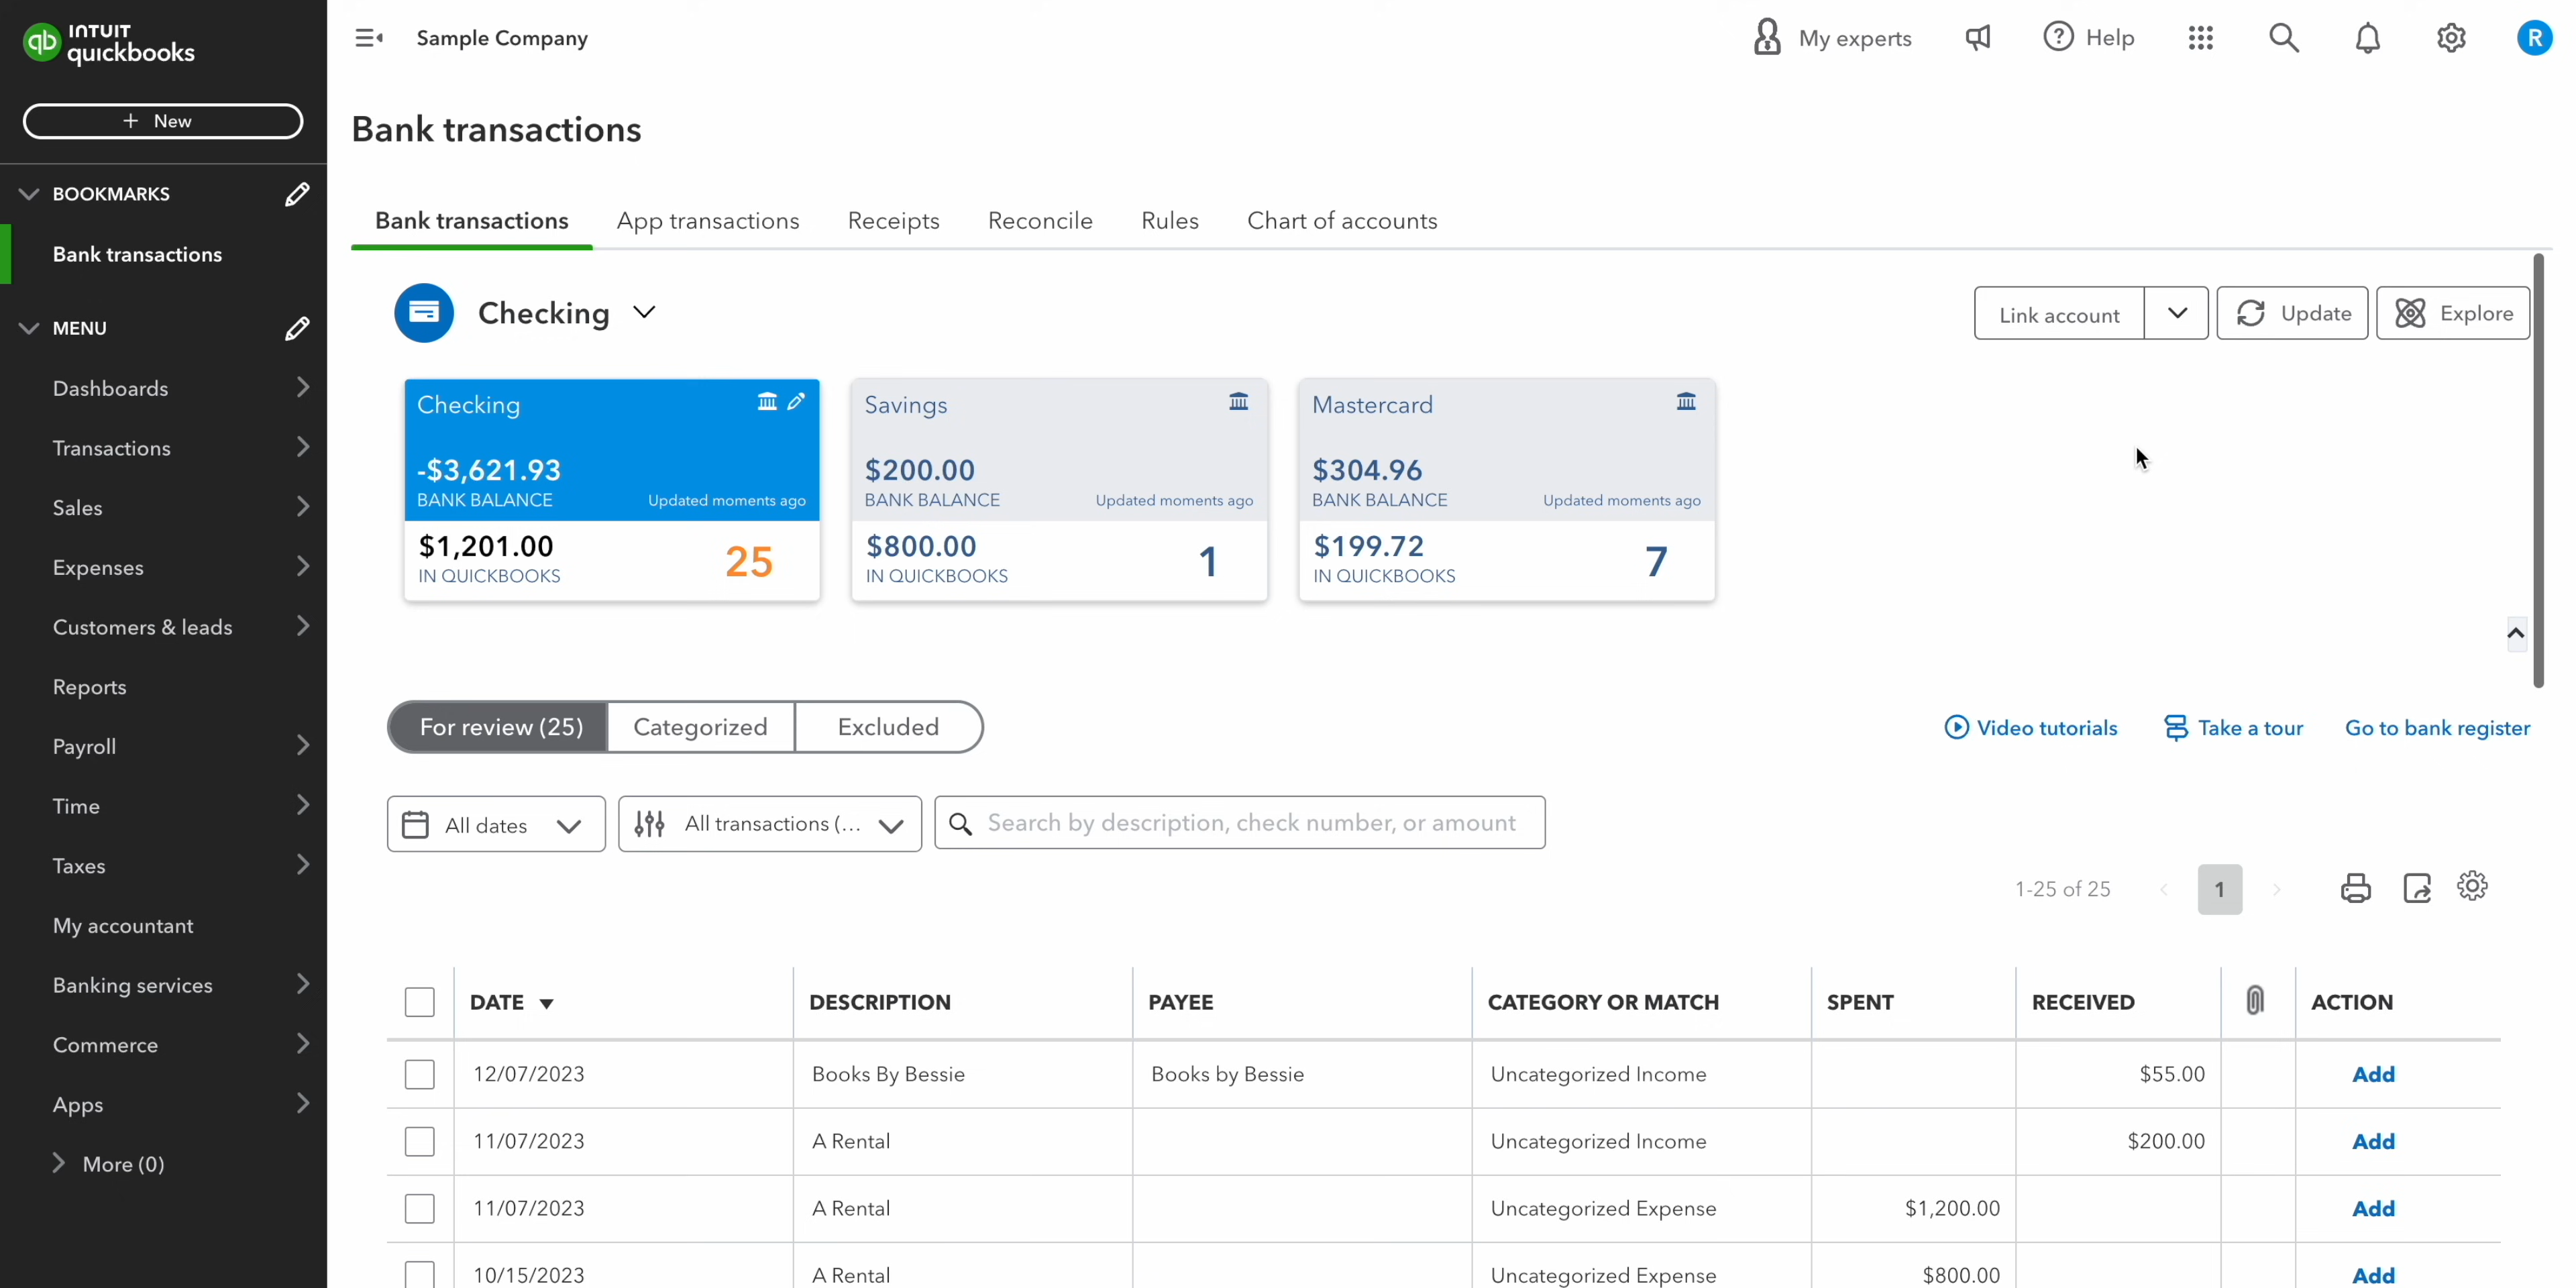 INTUIT
quickbooks
+ New
BOOKMARKS
Bank transactions
MENU
Dashboards
Transactions
Sales
Expenses
Customers & leads
Reports
Payroll
Time
Taxes
My accountant
Banking services
Commerce
Apps
More (0)
Sample Company
My experts
Help
R
Bank transactions
Bank transactions App transactions Receipts Reconcile Rules Chart of accounts
Checking
Link account
Update
Explore
Checking
-$3,621.93
BANK BALANCE Updated moments ago
$1,201.00
IN QUICKBOOKS
25
Savings
$200.00
BANK BALANCE Updated moments ago
$800.00
IN QUICKBOOKS
1
Mastercard
$304.96
BANK BALANCE Updated moments ago
$199.72
IN QUICKBOOKS
7
For review (25) Categorized Excluded
Video tutorials Take a tour Go to bank register
All dates
All transactions (...
Search by description, check number, or amount
1-25 of 25 < 1 >
DATE DESCRIPTION PAYEE CATEGORY OR MATCH SPENT RECEIVED ACTION
12/07/2023 Books By Bessie Books by Bessie Uncategorized Income $55.00 Add
11/07/2023 A Rental Uncategorized Income $200.00 Add
11/07/2023 A Rental Uncategorized Expense $1,200.00 Add
10/15/2023 A Rental Uncategorized Expense $800.00 Add